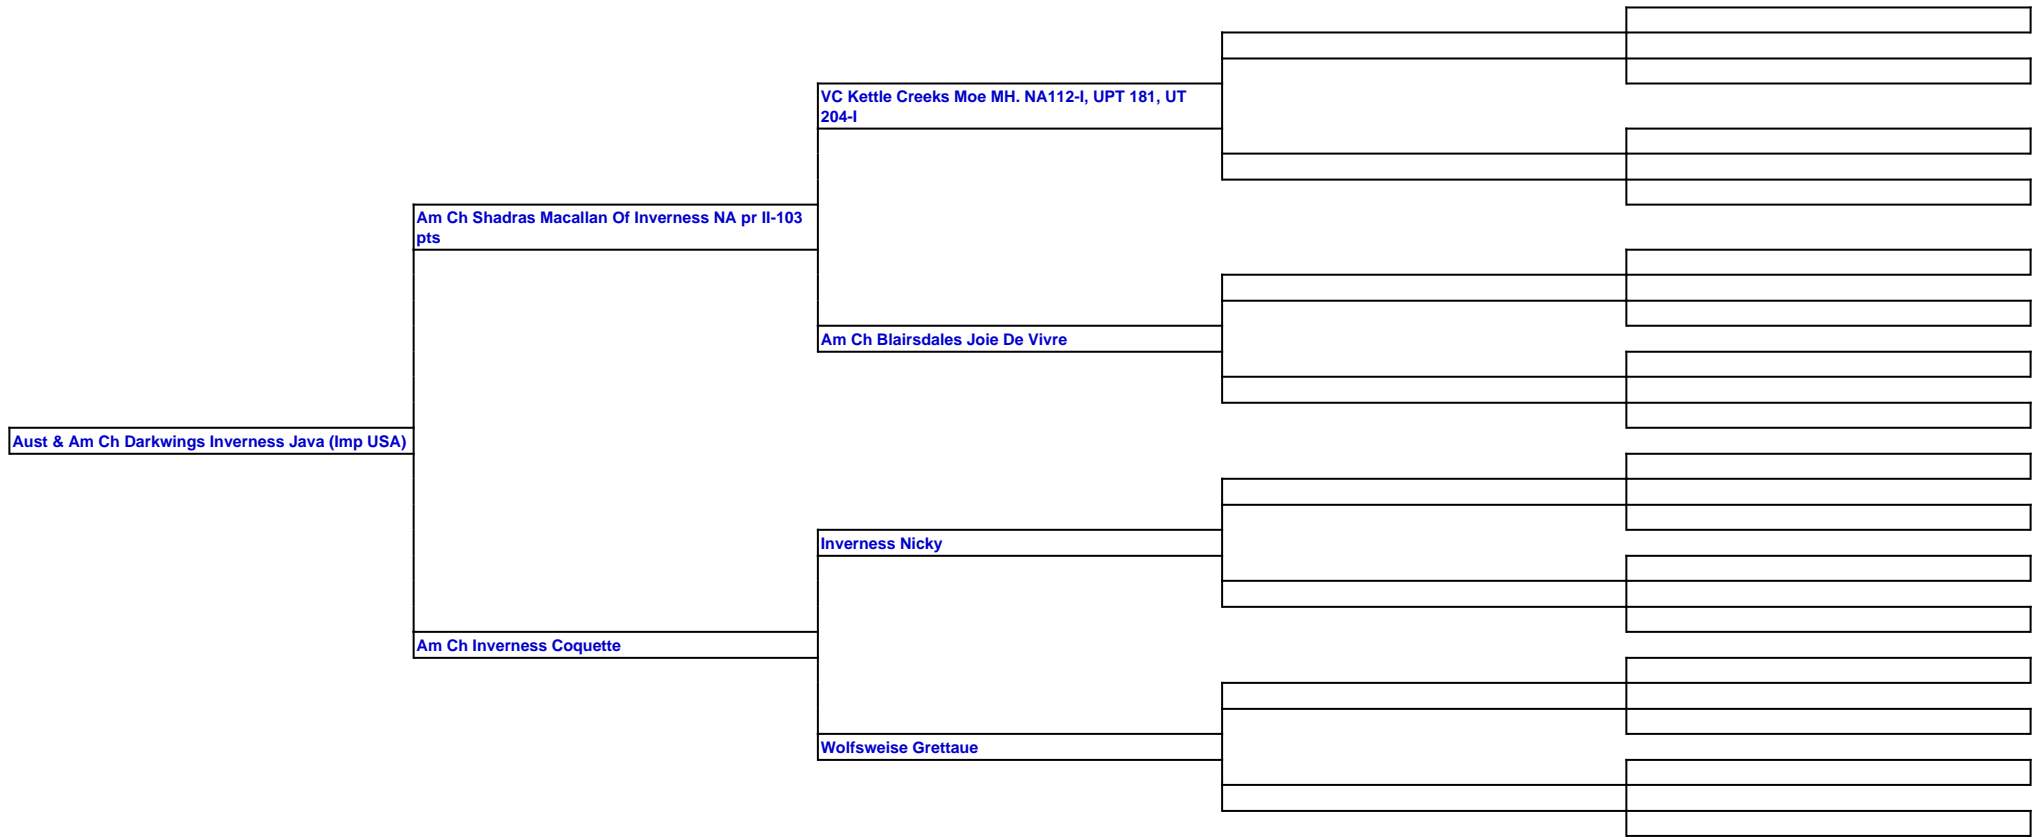 VC Kettle Creeks Moe MH. NA112-I, UPT 181, UT
204-I
Am Ch Shadras Macallan Of Inverness NA pr II-103
pts
Am Ch Blairsdales Joie De Vivre
Aust & Am Ch Darkwings Inverness Java (Imp USA)
Inverness Nicky
Am Ch Inverness Coquette
Wolfsweise Grettaue